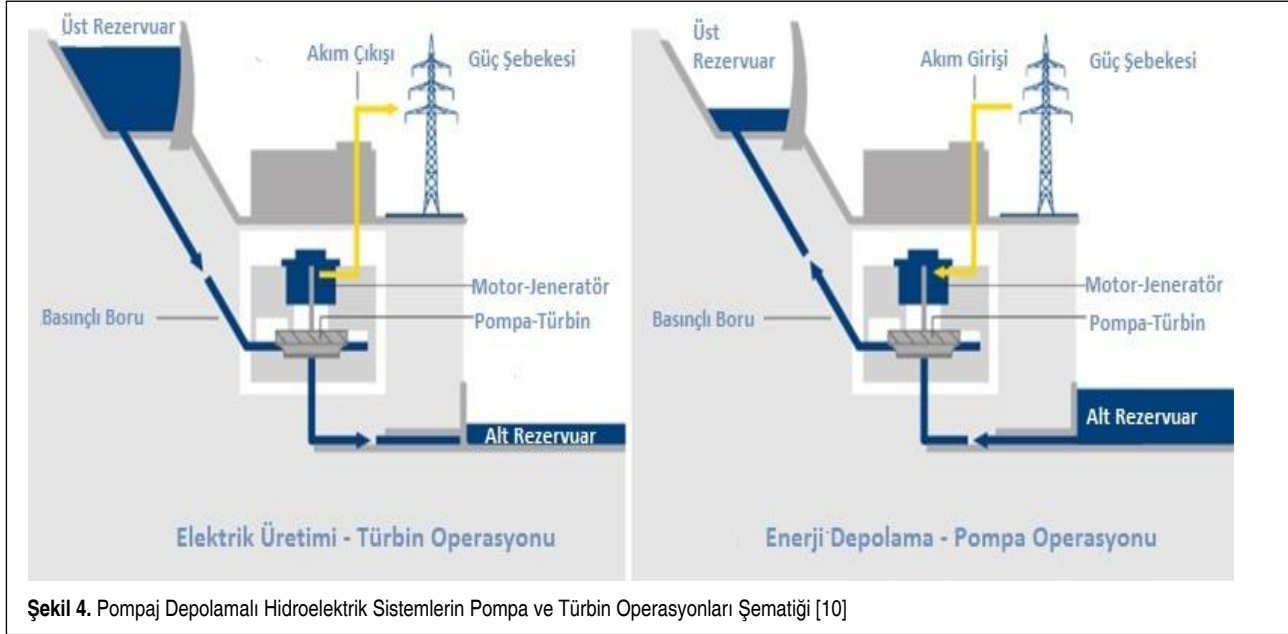 Üst Rezervuar
Akım Çıkışı
Güç Şebekesi
Motor-Jeneratör
Basınçlı Boru
Pompa-Türbin
Alt Rezervuar
Elektrik Üretimi - Türbin Operasyonu
Üst
Rezervuar
Akım Girişi
Güç Şebekesi
Motor-Jeneratör
Basınçlı Boru
Pompa-Türbin
Alt Rezervuar
Enerji Depolama - Pompa Operasyonu
Şekil 4. Pompaj Depolamalı Hidroelektrik Sistemlerin Pompa ve Türbin Operasyonları Şematiği [10]